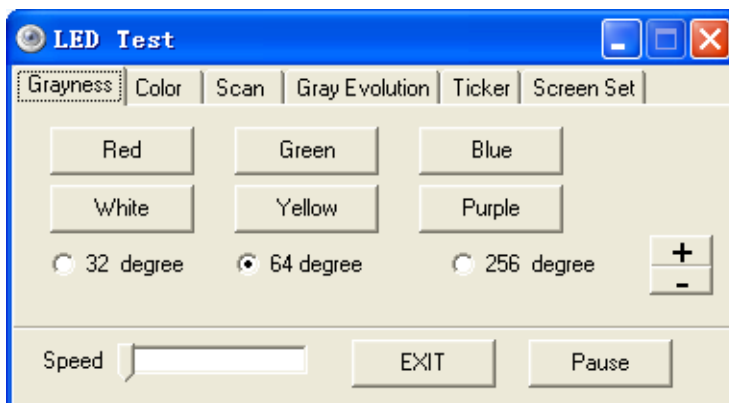 LED Test
Grayness Color Scan Gray Evolution Ticker Screen Set
Red Green Blue
White Yellow Purple
32 degree 64 degree 256 degree
+
-
Speed EXIT Pause